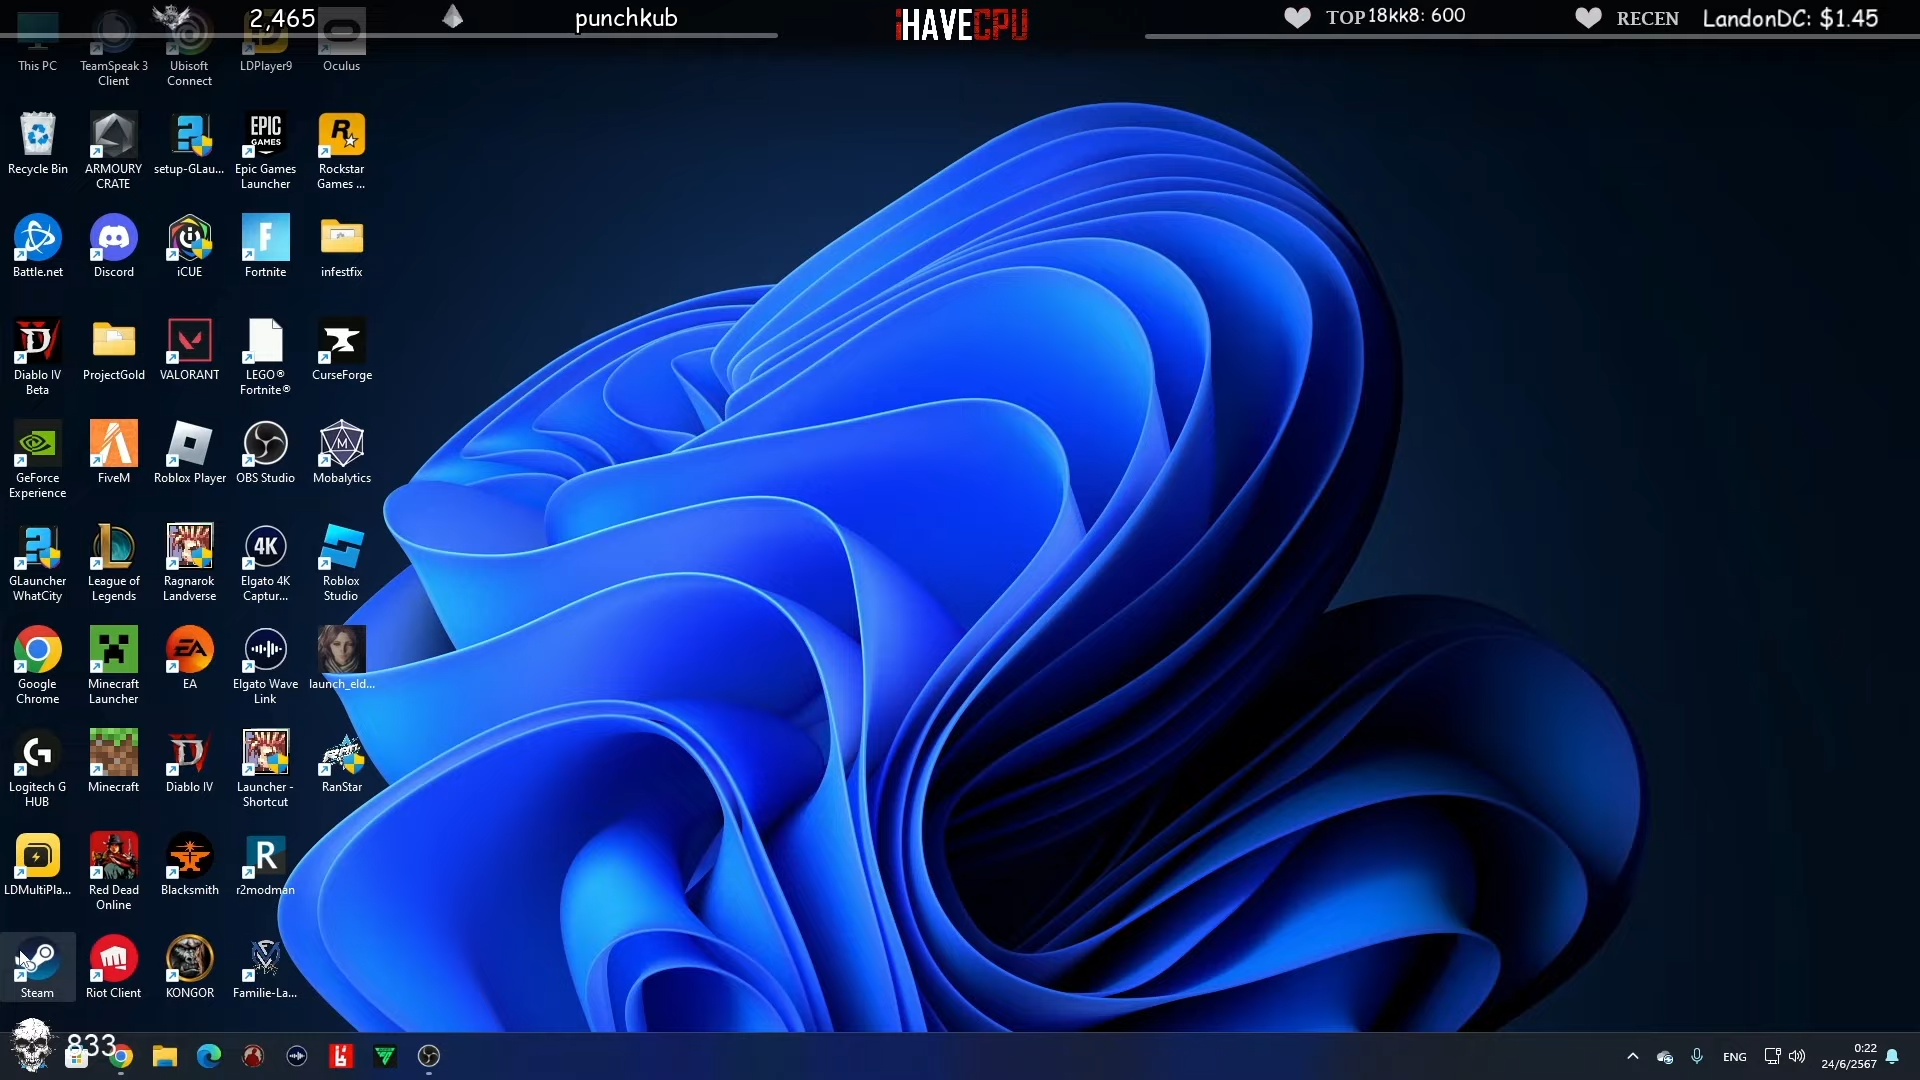 2,465
punchkub
iHAVECPU
TOP 18kk8: 600
RECEN LandonDC: $1.45
This PC
TeamSpeak 3
Client
Ubisoft
Connect
LDPlayer9
Oculus
Recycle Bin
ARMOURY
CRATE
setup-GLau...
EPIC
GAMES
Epic Games
Launcher
Rockstar
Games ...
Battle.net
Discord
iCUE
Fortnite
infestfix
Diablo IV
Beta
ProjectGold
VALORANT
LEGO®
Fortnite®
CurseForge
GeForce
Experience
FiveM
Roblox Player
OBS Studio
Mobalytics
GLauncher
WhatCity
League of
Legends
Ragnarok
Landverse
4K
Elgato 4K
Captur...
Roblox
Studio
Google
Chrome
Minecraft
Launcher
EA
EA
Elgato Wave
Link
launch_eld...
Logitech G
HUB
Minecraft
Diablo IV
Launcher -
Shortcut
RanStar
LDMultiPla...
Red Dead
Online
Blacksmith
R
r2modman
Steam
Riot Client
KONGOR
Familie-La...
833
ENG
0:22
24/6/2567